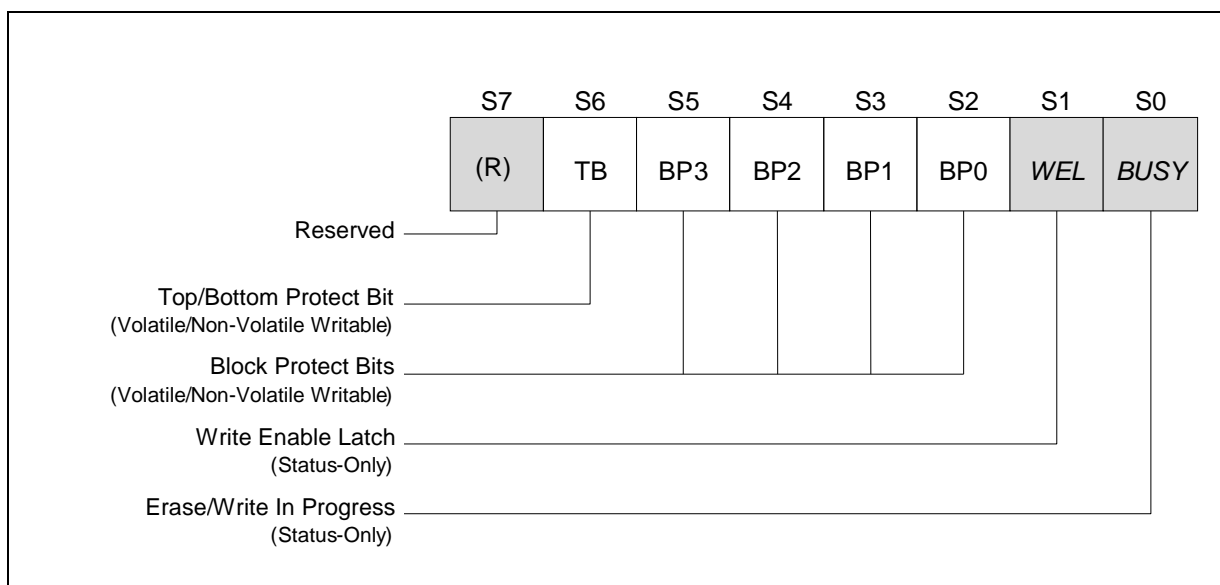 S7 S6 S5 S4 S3 S2 S1 S0
(R) TB BP3 BP2 BP1 BP0 WEL BUSY
Reserved
Top/Bottom Protect Bit
(Volatile/Non-Volatile Writable)
Block Protect Bits
(Volatile/Non-Volatile Writable)
Write Enable Latch
(Status-Only)
Erase/Write In Progress
(Status-Only)